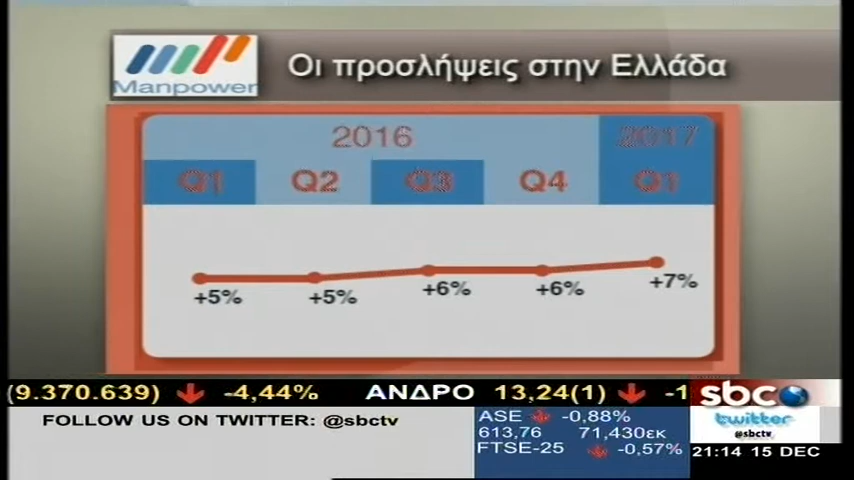 Manpower
Οι προσλήψεις στην Ελλάδα
2016 2017
Q1 Q2 Q3 Q4 Q1
+5% +5% +6% +6% +7%
(9.370.639) -4,44% ΑΝΔΡΟ 13,24(1) -1
sbc
FOLLOW US ON TWITTER: @sbctv
ASE -0,88%
613,76 71,430εκ
FTSE-25 -0,57%
twitter
@sbctv
21:14 15 DEC